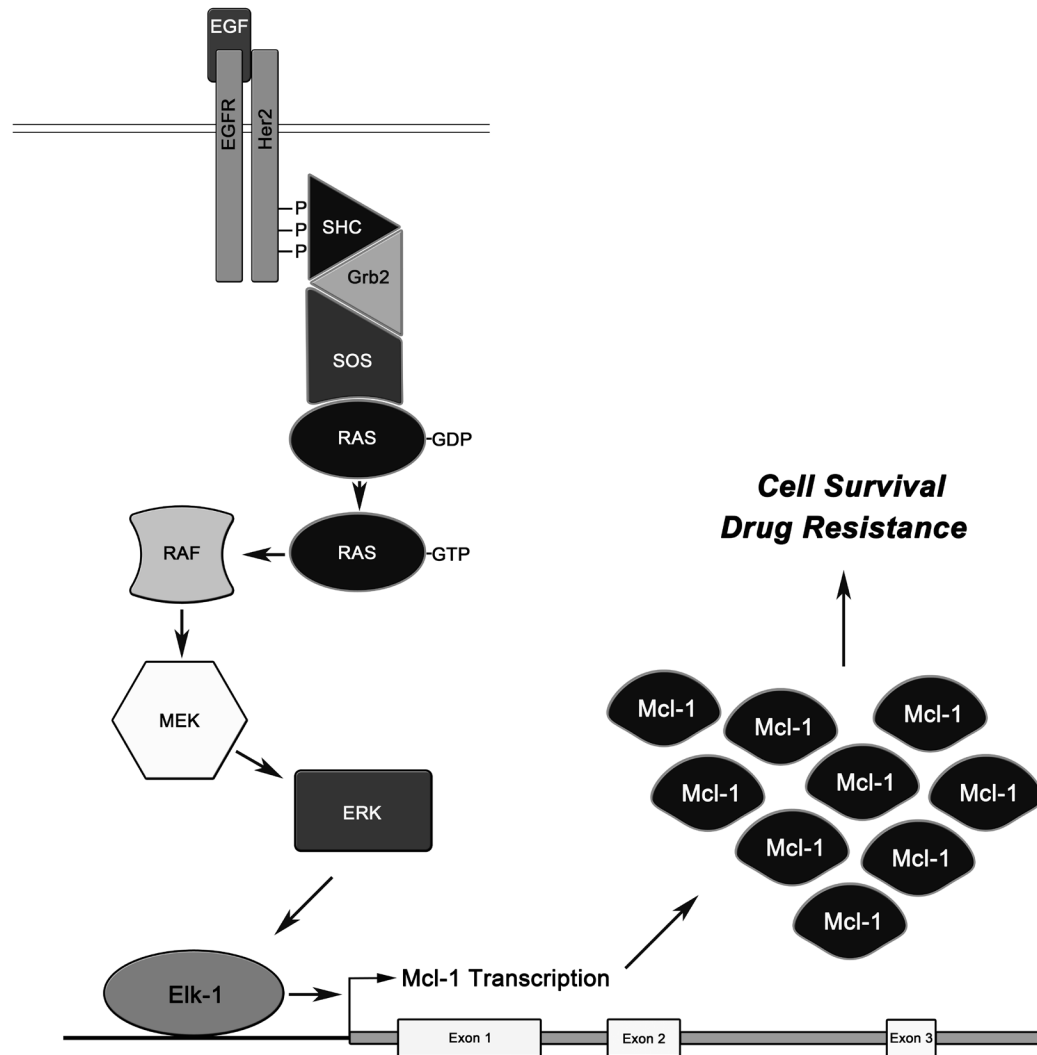 EGF
EGFR
Her2
P
P
P
SHC
Grb2
SOS
RAS
-GDP
RAS
-GTP
RAF
MEK
ERK
Elk-1
Mcl-1 Transcription
Exon 1
Exon 2
Exon 3
Mcl-1
Mcl-1
Mcl-1
Mcl-1
Mcl-1
Mcl-1
Mcl-1
Mcl-1
Mcl-1
Cell Survival
Drug Resistance